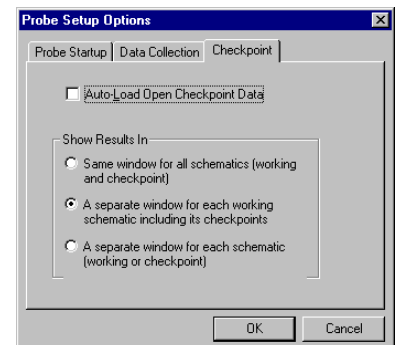 Probe Setup Options
Probe Startup Data Collection Checkpoint
Auto-Load Open Checkpoint Data
Show Results In
Same window for all schematics (working
and checkpoint)
A separate window for each working
schematic including its checkpoints
A separate window for each schematic
(working or checkpoint)
OK Cancel